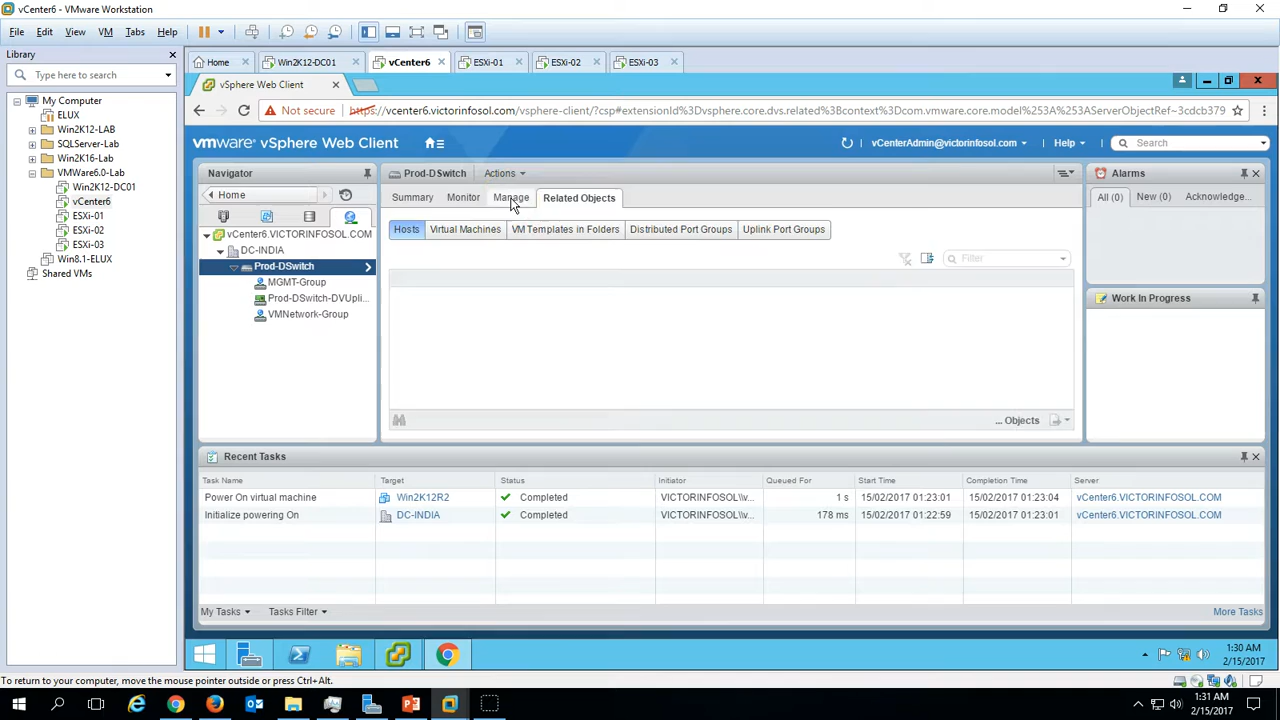 vCenter6 - VMware Workstation
File Edit View VM Tabs Help
Library
Type here to search
My Computer
ELUX
Win2K12-LAB
SQLServer-Lab
Win2K16-Lab
VMWare6.0-Lab
Win2K12-DC01
vCenter6
ESXi-01
ESXi-02
ESXi-03
Win8.1-ELUX
Shared VMs
Home Win2K12-DC01 vCenter6 ESXi-01 ESXi-02 ESXi-03
vSphere Web Client
Not secure https://vcenter6.victorinfosol.com/vsphere-client/?csp#extensionId%3Dvsphere.core.dvs.related%3Bcontext%3Dcom.vmware.core.model%253A%253AServerObjectRef~3cdcb379
vmware® vSphere Web Client vCenterAdmin@victorinfosol.com Help Search
Navigator
Home
vCenter6.VICTORINFOSOL.COM
DC-INDIA
Prod-DSwitch
MGMT-Group
Prod-DSwitch-DVUpli...
VMNetwork-Group
Prod-DSwitch Actions
Summary Monitor Manage Related Objects
Hosts Virtual Machines VM Templates in Folders Distributed Port Groups Uplink Port Groups
Filter
... Objects
Alarms
All (0) New (0) Acknowledge...
Work In Progress
Recent Tasks
Task Name Target Status Initiator Queued For Start Time Completion Time Server
Power On virtual machine Win2K12R2 Completed VICTORINFOSOL\\v... 1 s 15/02/2017 01:23:01 15/02/2017 01:23:04 vCenter6.VICTORINFOSOL.COM
Initialize powering On DC-INDIA Completed VICTORINFOSOL\\v... 178 ms 15/02/2017 01:22:59 15/02/2017 01:23:01 vCenter6.VICTORINFOSOL.COM
My Tasks Tasks Filter More Tasks
1:30 AM
2/15/2017
To return to your computer, move the mouse pointer outside or press Ctrl+Alt.
1:31 AM
2/15/2017